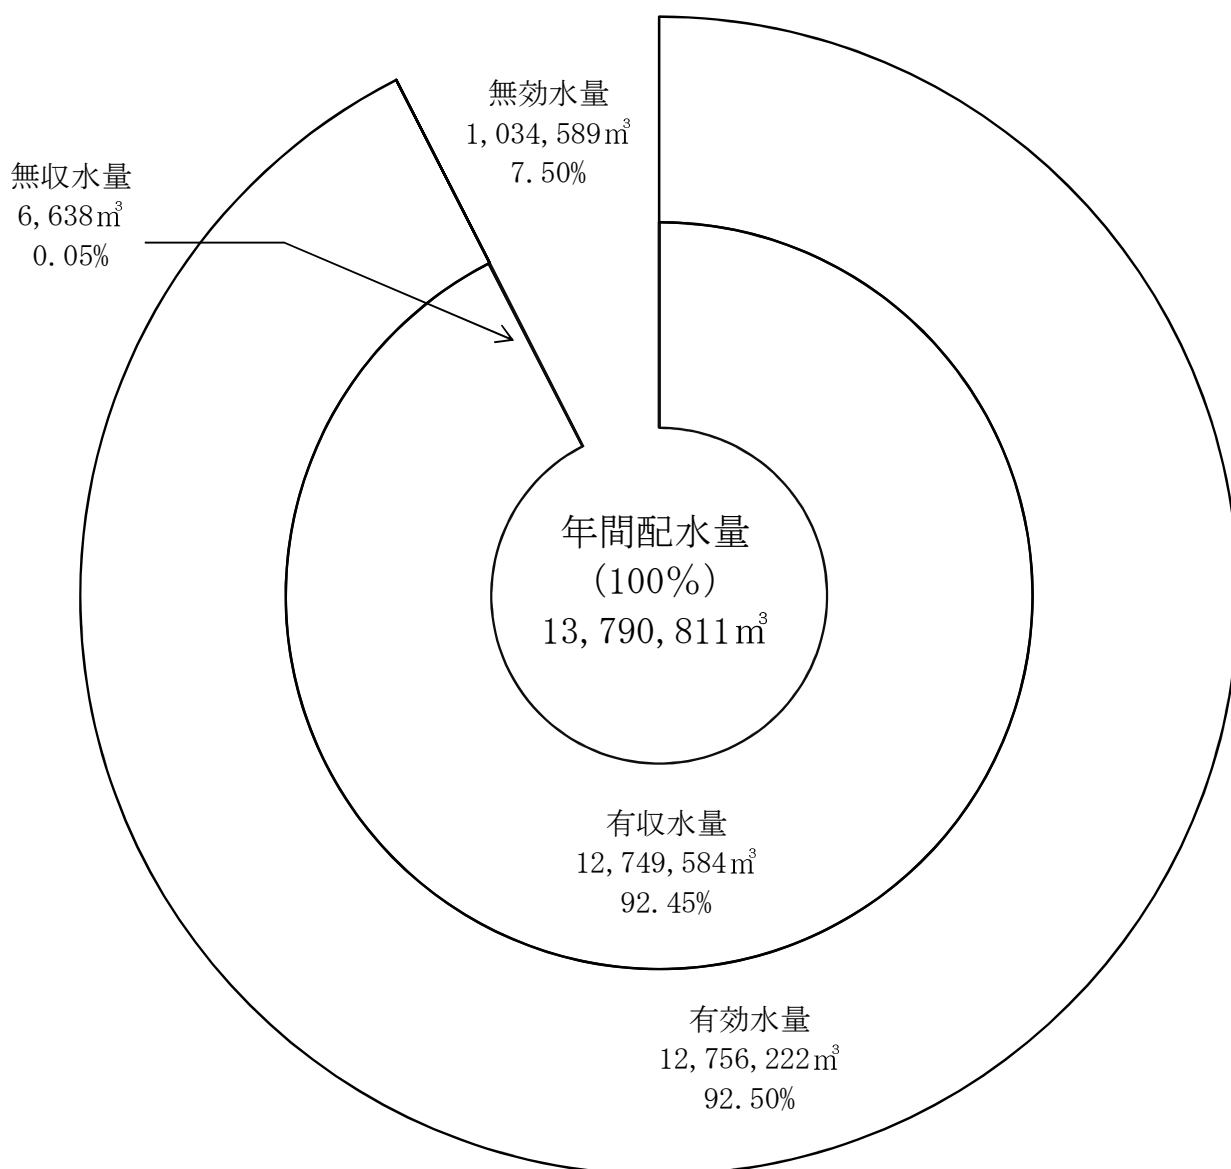 無効水量
1,034,589㎥
7.50%
無収水量
6,638㎥
0.05%
年間配水量
(100%)
13,790,811㎥
有収水量
12,749,584㎥
92.45%
有効水量
12,756,222㎥
92.50%